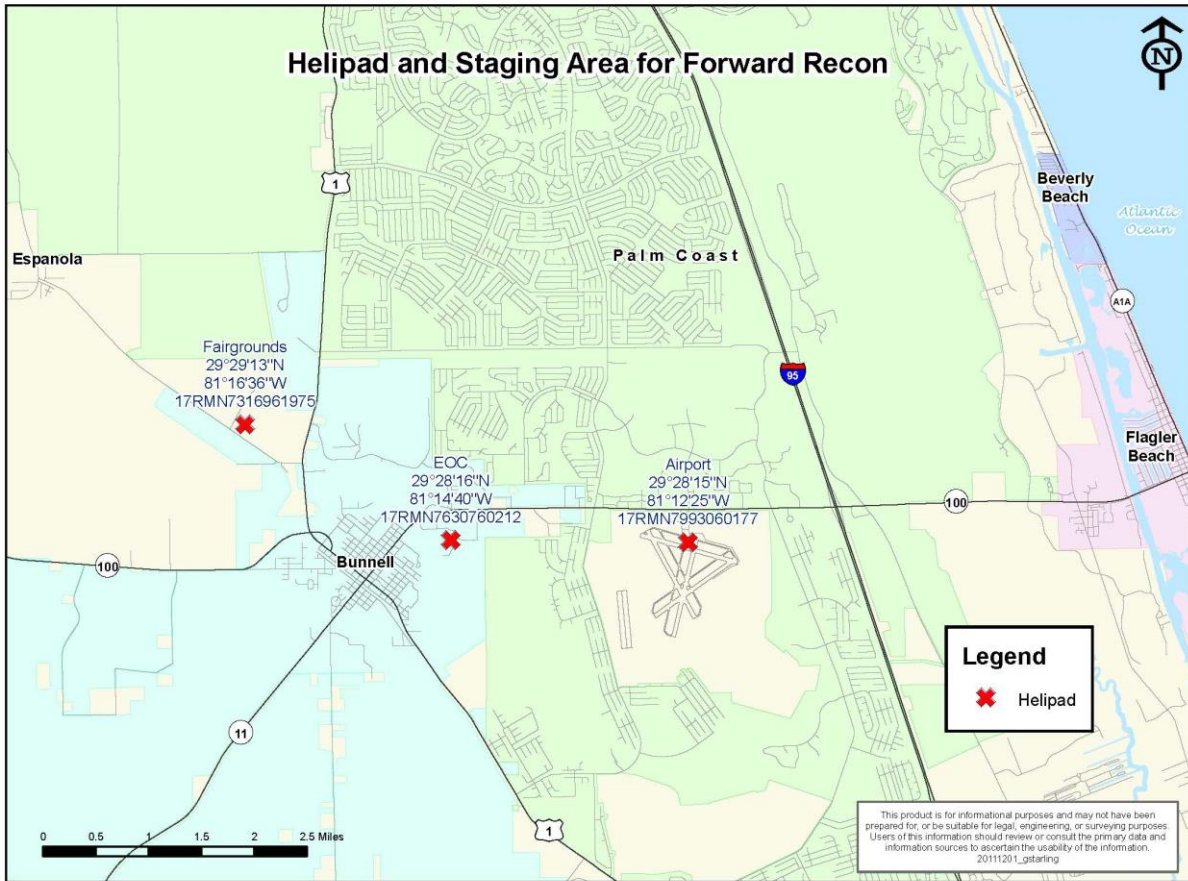 Helipad and Staging Area for Forward Recon
N
1
Beverly
Beach
Atlantic
Ocean
Espanola
Palm Coast
A1A
Fairgrounds
29°29'13"N
81°16'36"W
17RMN7316961975
95
Flagler
Beach
EOC
29°28'16"N
81°14'40"W
17RMN7630760212
Airport
29°28'15"N
81°12'25"W
17RMN7993060177
100
100
Bunnell
Legend
Helipad
11
1
0 0.5 1 1.5 2 2.5 Miles
This product is for informational purposes and may not have been
prepared for, or be suitable for legal, engineering, or surveying purposes.
Users of this information should review or consult the primary data and
information sources to ascertain the usability of the information.
20111201_gstarling